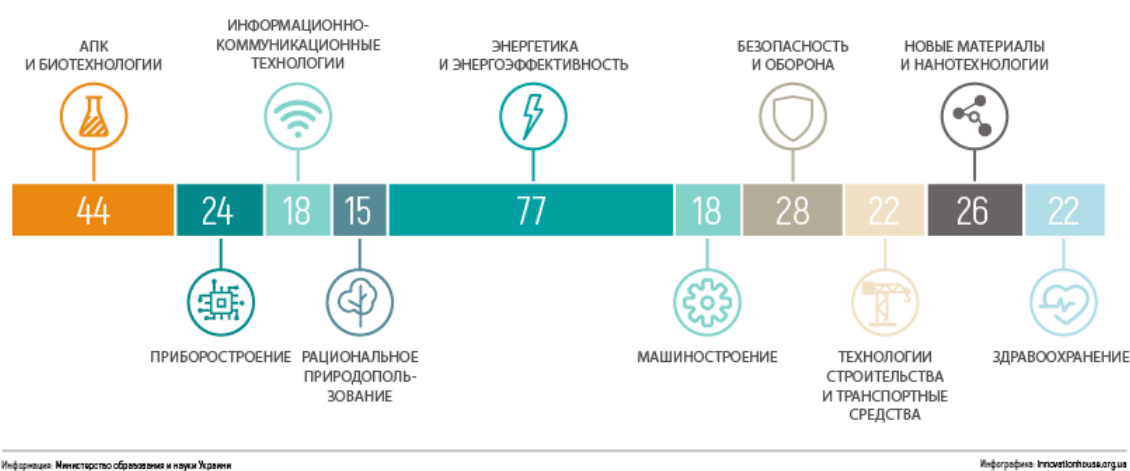 АПК
И БИОТЕХНОЛОГИИ
ИНФОРМАЦИОННО-
КОММУНИКАЦИОННЫЕ
ТЕХНОЛОГИИ
ЭНЕРГЕТИКА
И ЭНЕРГОЭФФЕКТИВНОСТЬ
БЕЗОПАСНОСТЬ
И ОБОРОНА
НОВЫЕ МАТЕРИАЛЫ
И НАНОТЕХНОЛОГИИ
44 24 18 15 77 18 28 22 26 22
ПРИБОРОСТРОЕНИЕ
РАЦИОНАЛЬНОЕ
ПРИРОДОПОЛЬ-
ЗОВАНИЕ
МАШИНОСТРОЕНИЕ
ТЕХНОЛОГИИ
СТРОИТЕЛЬСТВА
И ТРАНСПОРТНЫЕ
СРЕДСТВА
ЗДРАВООХРАНЕНИЕ
Информация: Министерство образования и науки Украини
Инфографика: innovationhouse.org.ua